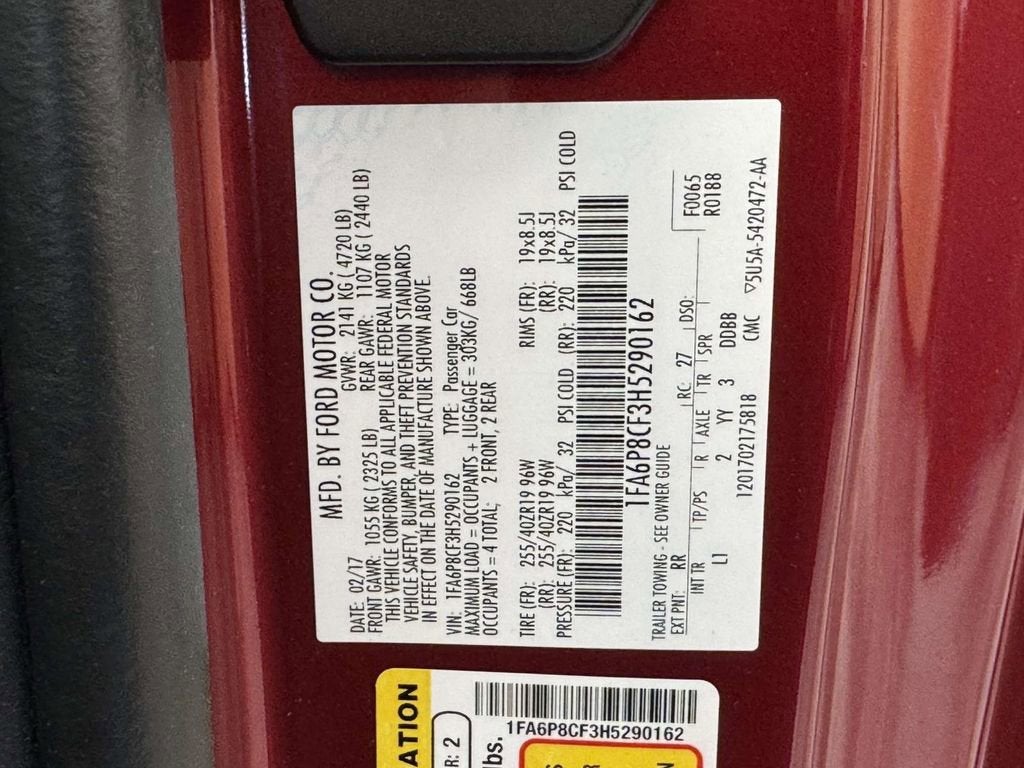 MFD. BY FORD MOTOR CO.
DATE: 02/17 GVWR: 2141 KG ( 4720 LB)
FRONT GAWR: 1055 KG ( 2325 LB) REAR GAWR: 1107 KG ( 2440 LB)
THIS VEHICLE CONFORMS TO ALL APPLICABLE FEDERAL MOTOR
VEHICLE SAFETY, BUMPER, AND THEFT PREVENTION STANDARDS
IN EFFECT ON THE DATE OF MANUFACTURE SHOWN ABOVE.
VIN: 1FA6P8CF3H5290162 TYPE: Passenger Car
MAXIMUM LOAD = OCCUPANTS + LUGGAGE = 303KG/ 668LB
OCCUPANTS = 4 TOTAL: 2 FRONT, 2 REAR
TIRE (FR): 255/40ZR19 96W RIMS (FR): 19x8.5J
(RR): 255/40ZR19 96W (RR): 19x8.5J
PRESSURE (FR): 220 kPa/ 32 PSI COLD (RR): 220 kPa/ 32 PSI COLD
1FA6P8CF3H5290162
TRAILER TOWING - SEE OWNER GUIDE
EXT PNT: RR RC: 27 DSO: F0065
R0188
INT TR TP/PS R AXLE TR SPR
L1 2 YY 3 DDBB
1201702175818 CMC ▽5U5A-5420472-AA
ATION
R: 2
lbs.
1FA6P8CF3H5290162